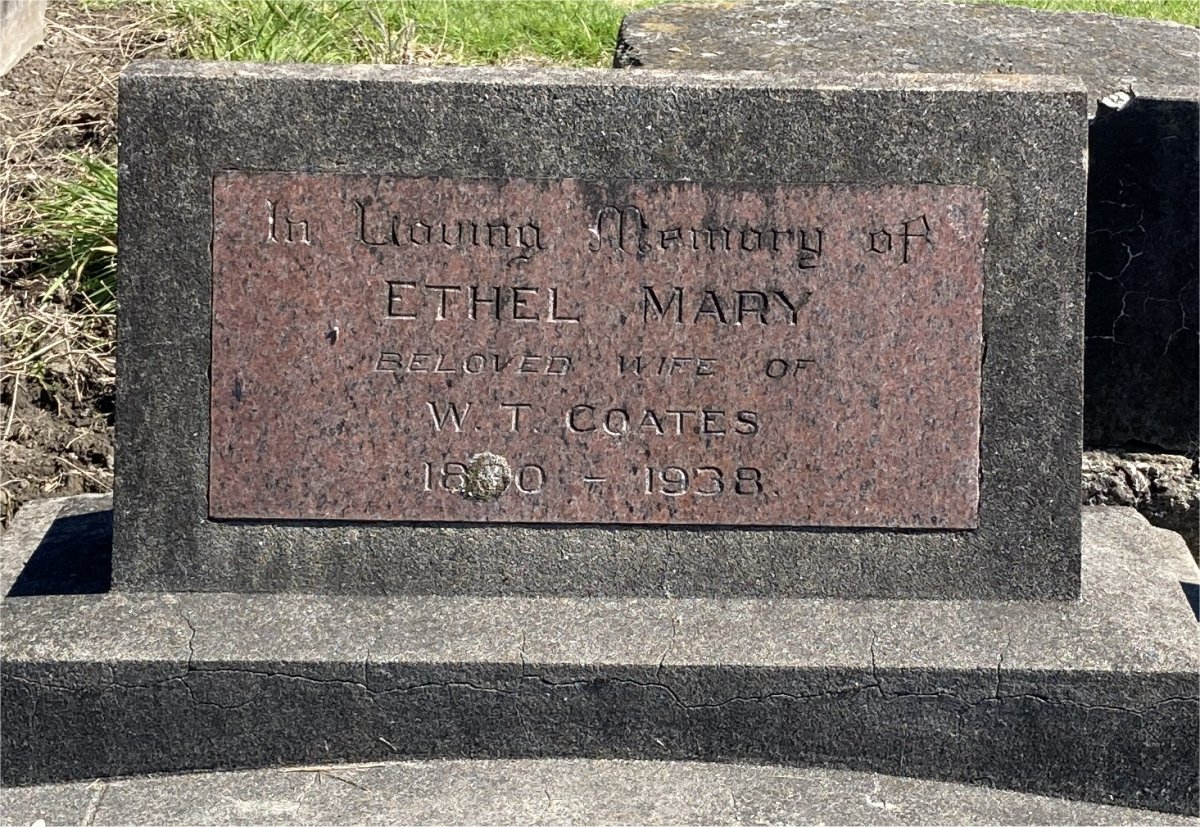 In Loving Memory of
ETHEL MARY
BELOVED WIFE OF
W. T. COATES
- 1938.